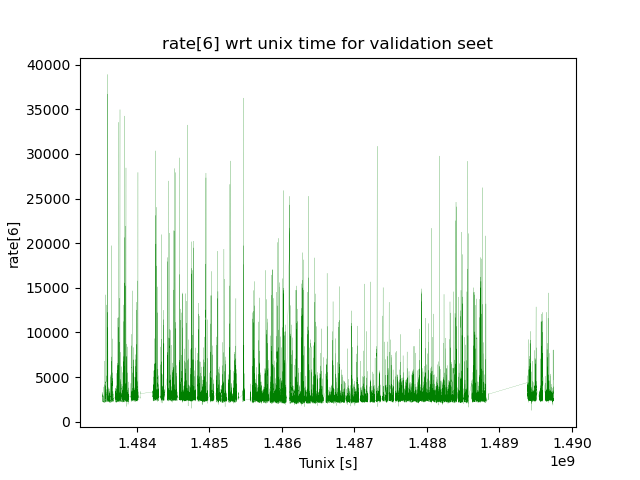 rate[6] wrt unix time for validation seet
40000
35000
30000
25000
20000
15000
10000
5000
0
rate[6]
1.484 1.485 1.486 1.487 1.488 1.489 1.490
Tunix [s]
1e9